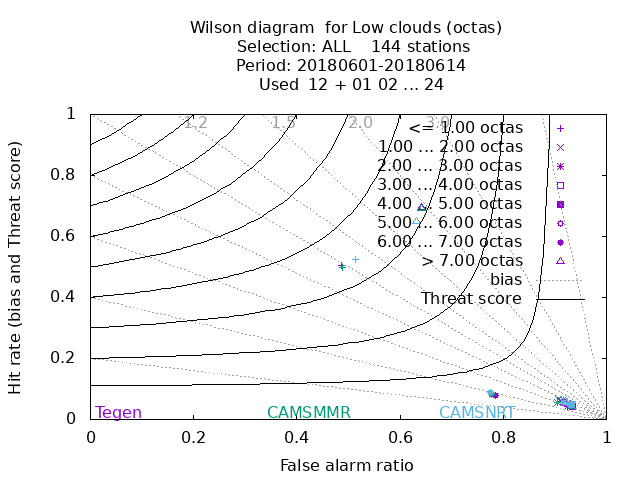 Wilson diagram  for Low clouds (octas)
Selection: ALL    144 stations
Period: 20180601-20180614
Used  12 + 01 02 ... 24
Hit rate (bias and Threat score)
1
0.8
0.6
0.4
0.2
0
1.2
1.5
2.0
3.0
<= 1.00 octas
1.00 ... 2.00 octas
2.00 ... 3.00 octas
3.00 ... 4.00 octas
4.00 ... 5.00 octas
5.00 ... 6.00 octas
6.00 ... 7.00 octas
> 7.00 octas
bias
Threat score
Tegen CAMSMMR CAMSNRT
0 0.2 0.4 0.6 0.8 1
False alarm ratio